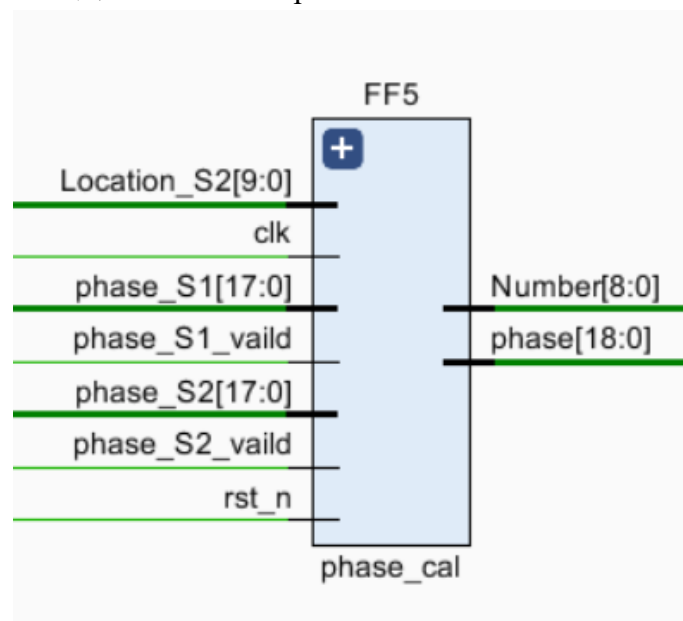 FF5
Location_S2[9:0]
clk
phase_S1[17:0]
Number[8:0]
phase_S1_vaild
phase[18:0]
phase_S2[17:0]
phase_S2_vaild
rst_n
phase_cal